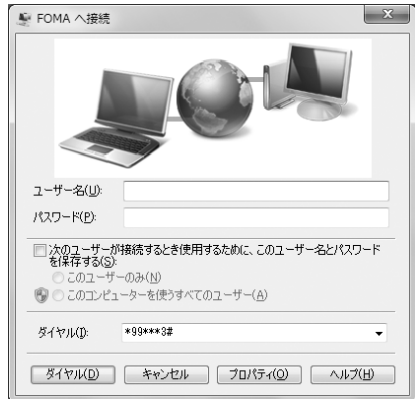 FOMA へ接続
ユーザー名(U):
パスワード(P):
次のユーザーが接続するとき使用するために、このユーザー名とパスワード
を保存する(S):
このユーザーのみ(N)
このコンピューターを使うすべてのユーザー(A)
ダイヤル(I): *99***3#
ダイヤル(D) キャンセル プロパティ(O) ヘルプ(H)